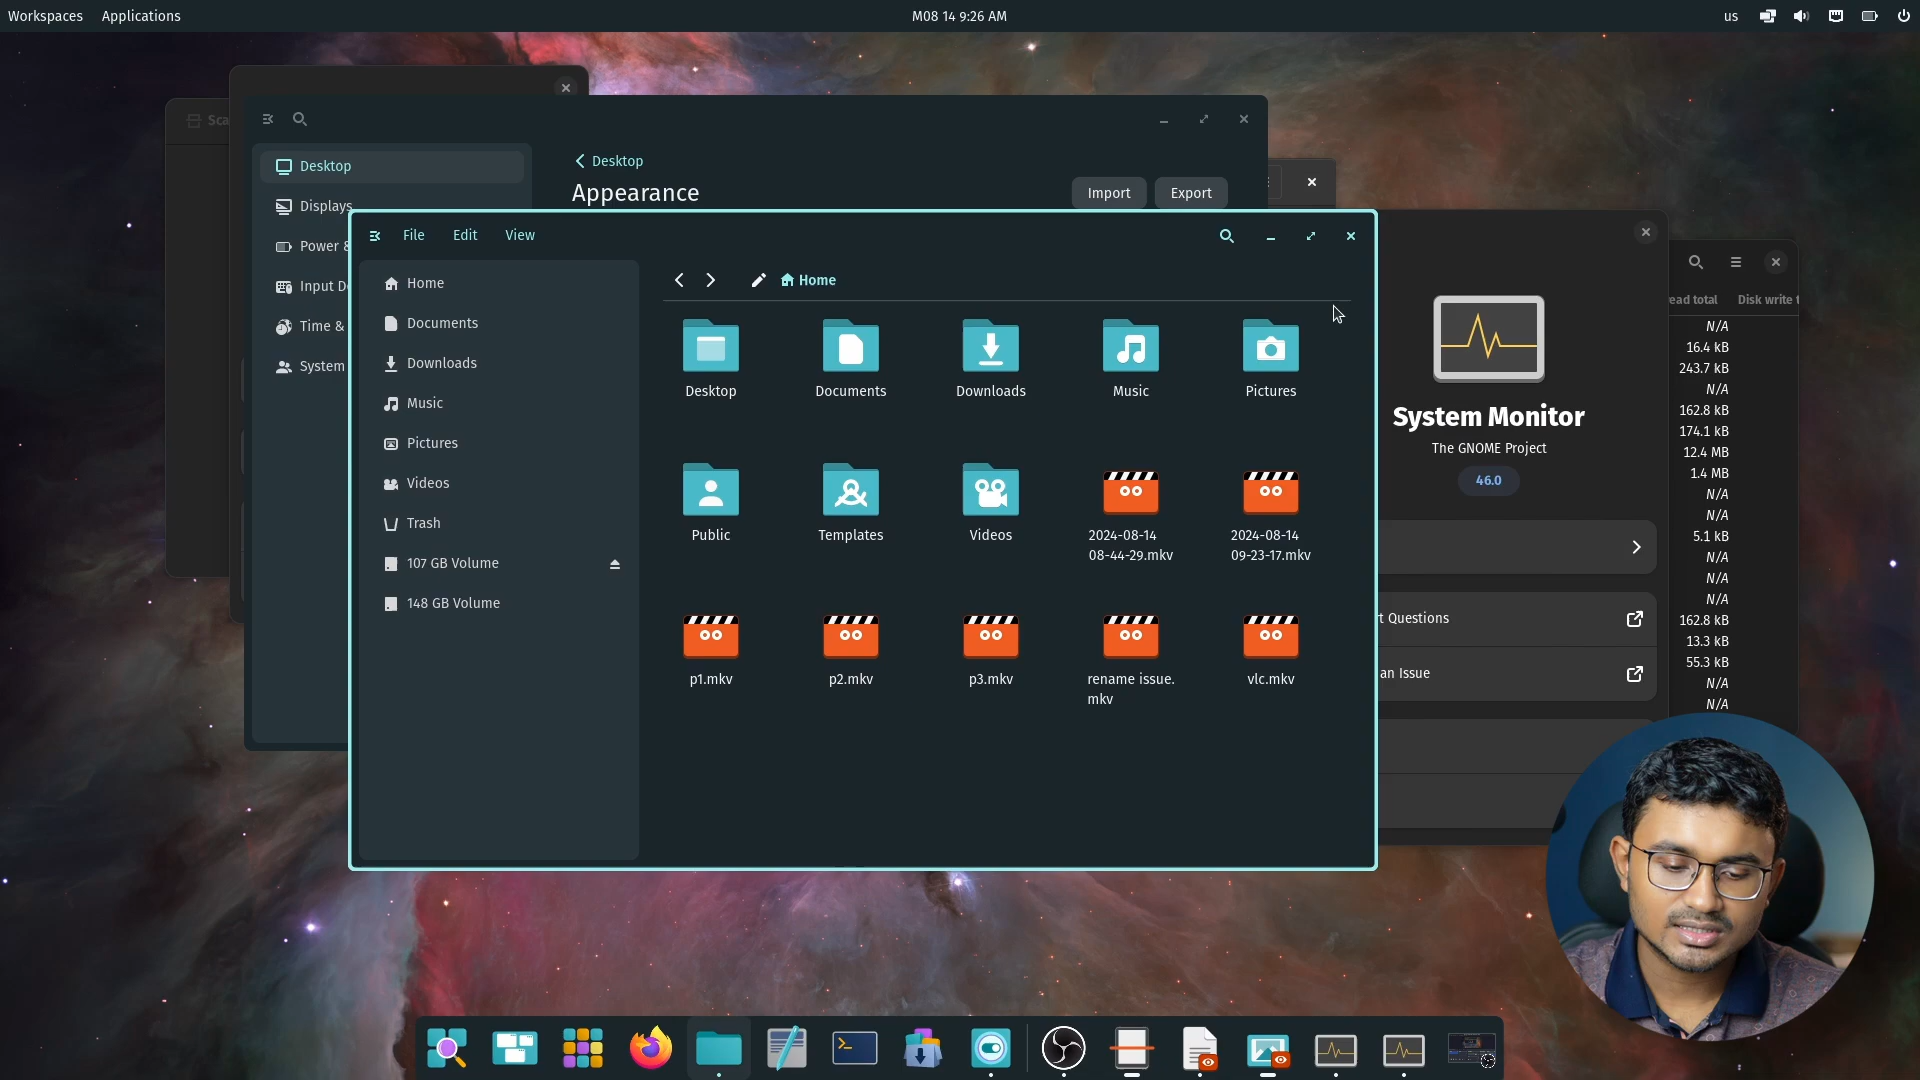 Workspaces Applications M08 14 9:26 AM us
Desktop
Displays
Power &
Time &
System
Desktop
Appearance
Import Export
File Edit View
Home
Documents
Downloads
Music
Pictures
Videos
Trash
107 GB Volume
148 GB Volume
Home
Desktop Documents Downloads Music Pictures
Public Templates Videos 2024-08-14 08-44-29.mkv 2024-08-14 09-23-17.mkv
p1.mkv p2.mkv p3.mkv rename issue.mkv vlc.mkv
System Monitor
The GNOME Project
46.0
Questions
an Issue
total Disk write
N/A
16.4 kB
243.7 kB
N/A
162.8 kB
174.1 kB
12.4 MB
1.4 MB
N/A
N/A
5.1 kB
N/A
N/A
N/A
162.8 kB
13.3 kB
55.3 kB
N/A
N/A